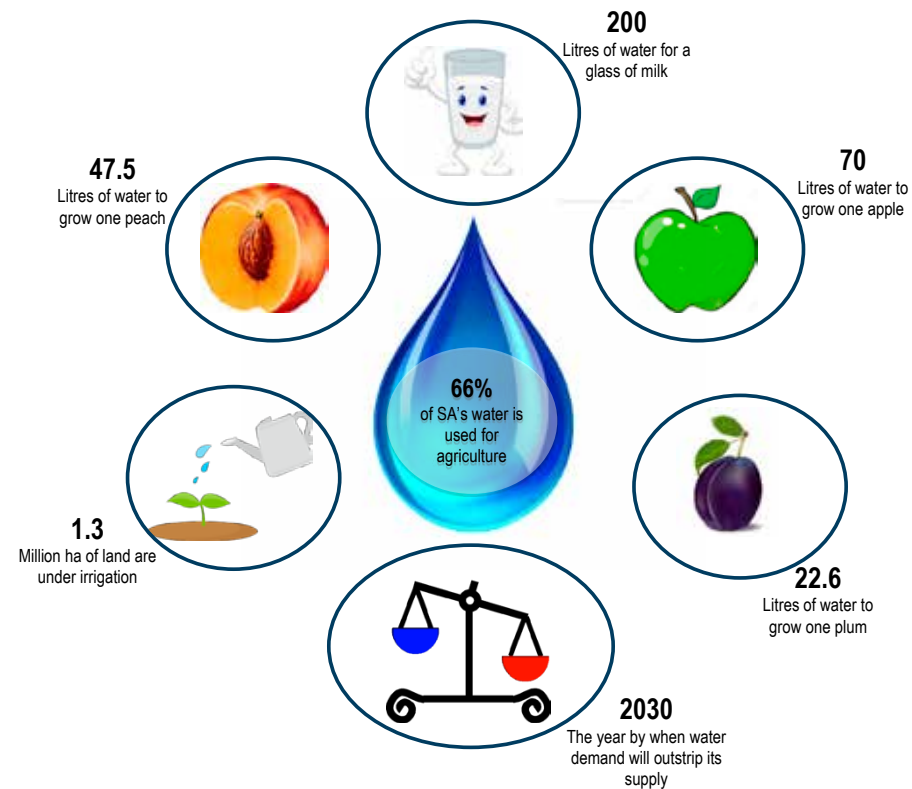 200
Litres of water for a
glass of milk
47.5
Litres of water to
grow one peach
70
Litres of water to
grow one apple
66%
of SA's water is
used for
agriculture
1.3
Million ha of land are
under irrigation
22.6
Litres of water to
grow one plum
2030
The year by when water
demand will outstrip its
supply